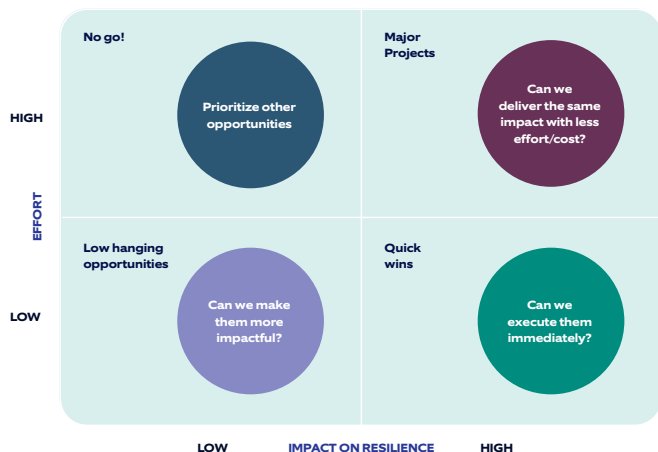 No go!
Prioritize other
opportunities
Major
Projects
Can we
deliver the same
impact with less
effort/cost?
HIGH
EFFORT
Low hanging
opportunities
Can we make
them more
impactful?
Quick
wins
Can we
execute them
immediately?
LOW
LOW
IMPACT ON RESILIENCE
HIGH